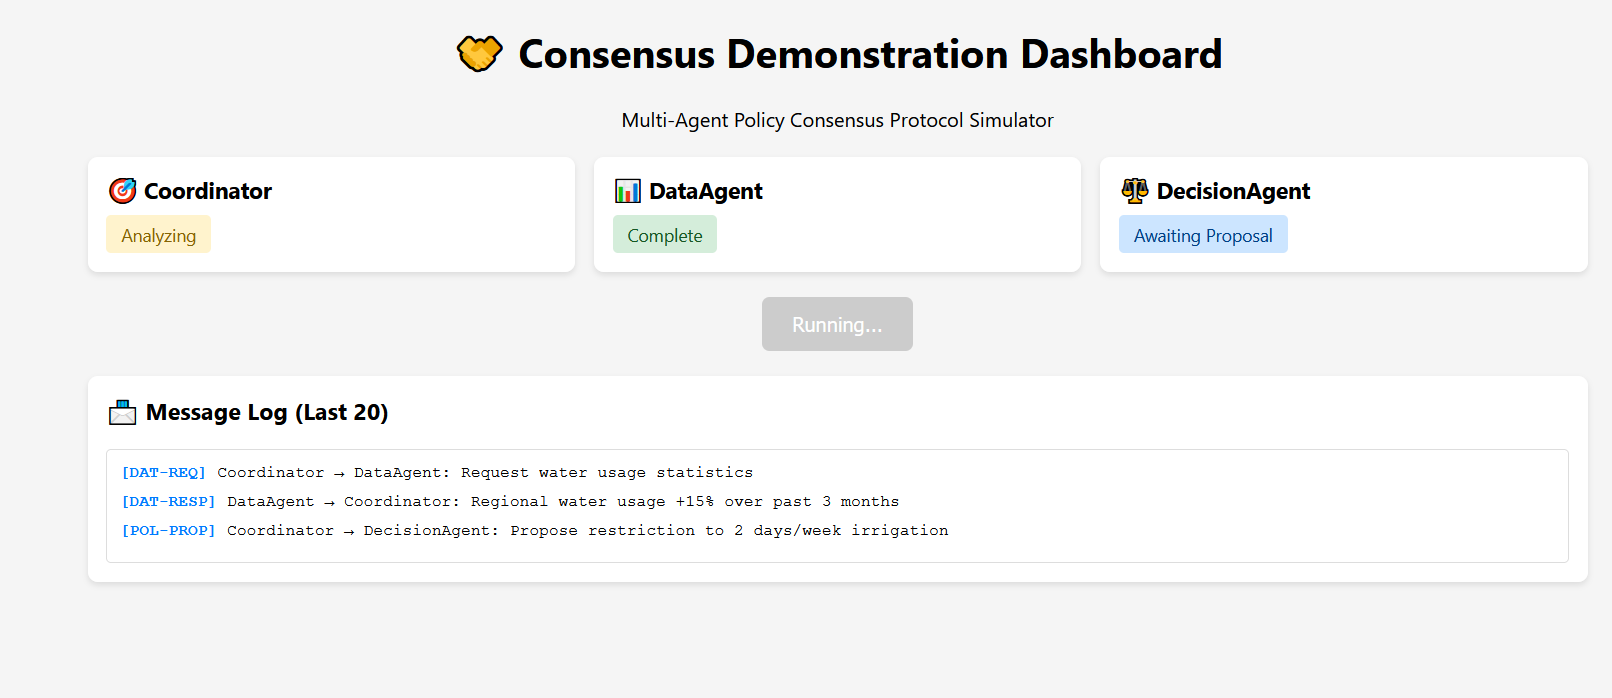 Consensus Demonstration Dashboard
Multi-Agent Policy Consensus Protocol Simulator
Coordinator
Analyzing
DataAgent
Complete
DecisionAgent
Awaiting Proposal
Running...
Message Log (Last 20)
[DAT-REQ] Coordinator → DataAgent: Request water usage statistics
[DAT-RESP] DataAgent → Coordinator: Regional water usage +15% over past 3 months
[POL-PROP] Coordinator → DecisionAgent: Propose restriction to 2 days/week irrigation